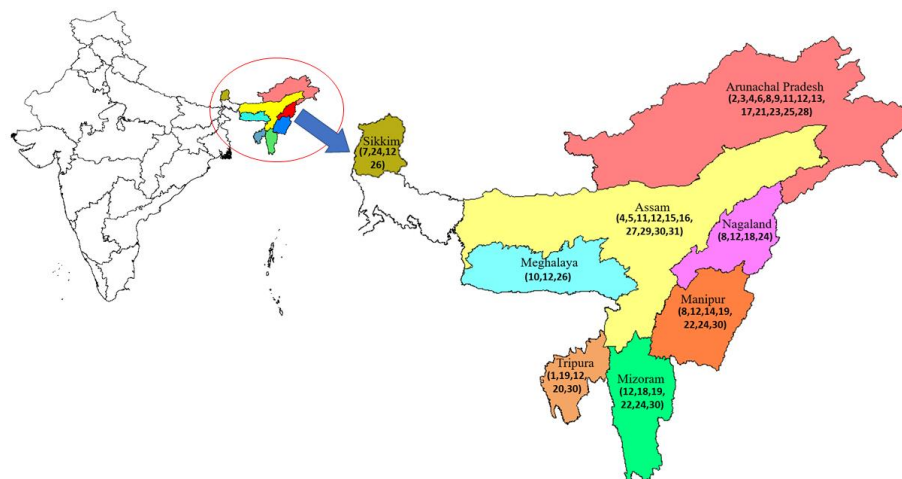 Arunachal Pradesh
(2,3,4,6,8,9,11,12,13,
17,21,23,25,28)
Sikkim
(7,24,12
26)
Assam
(4,5,11,12,15,16,
27,29,30,31)
Nagaland
(8,12,18,24)
Meghalaya
(10,12,26)
Manipur
(8,12,14,19,
22,24,30)
Tripura
(1,19,12,
20,30)
Mizoram
(12,18,19,
22,24,30)